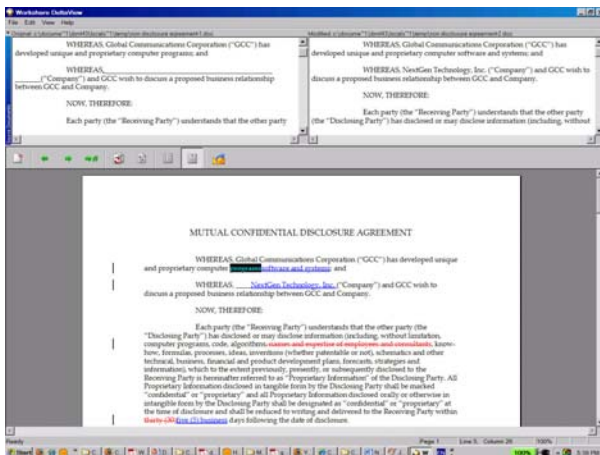 Workshare DeltaView
File Edit View Help
WHEREAS, Global Communications Corporation ("GCC") has
developed unique and proprietary computer programs; and
WHEREAS,
("Company") and GCC wish to discuss a proposed business relationship
between GCC and Company.
NOW, THEREFORE:
Each party (the "Receiving Party") understands that the other party
WHEREAS, Global Communications Corporation ("GCC") has
developed unique and proprietary computer software and systems; and
WHEREAS, NextGen Technology, Inc. ("Company") and GCC wish to
discuss a proposed business relationship between GCC and Company.
NOW, THEREFORE:
Each party (the "Receiving Party") understands that the other party
(the "Disclosing Party") has disclosed or may disclose information (including, without
MUTUAL CONFIDENTIAL DISCLOSURE AGREEMENT
WHEREAS, Global Communications Corporation ("GCC") has developed unique
and proprietary computer programs software and systems; and
WHEREAS, NextGen Technology, Inc. ("Company") and GCC wish to
discuss a proposed business relationship between GCC and Company.
NOW, THEREFORE:
Each party (the "Receiving Party") understands that the other party (the
"Disclosing Party") has disclosed or may disclose information (including, without limitation,
computer programs, code, algorithms, names and expertise of employees and consultants, know-
how, formulas, processes, ideas, inventions (whether patentable or not), schematics and other
technical, business, financial and product development plans, forecasts, strategies and
information), which to the extent previously, presently, or subsequently disclosed to the
Receiving Party is hereinafter referred to as "Proprietary Information" of the Disclosing Party. All
Proprietary Information disclosed in tangible form by the Disclosing Party shall be marked
"confidential" or "proprietary" and all Proprietary Information disclosed orally or otherwise in
intangible form by the Disclosing Party shall be designated as "confidential" or "proprietary" at
the time of disclosure and shall be reduced to writing and delivered to the Receiving Party within
thirty (30) five (5) business days following the date of disclosure.
Ready
Page 1 Line 5 Column 26 100%
Start
100% 5:38 PM